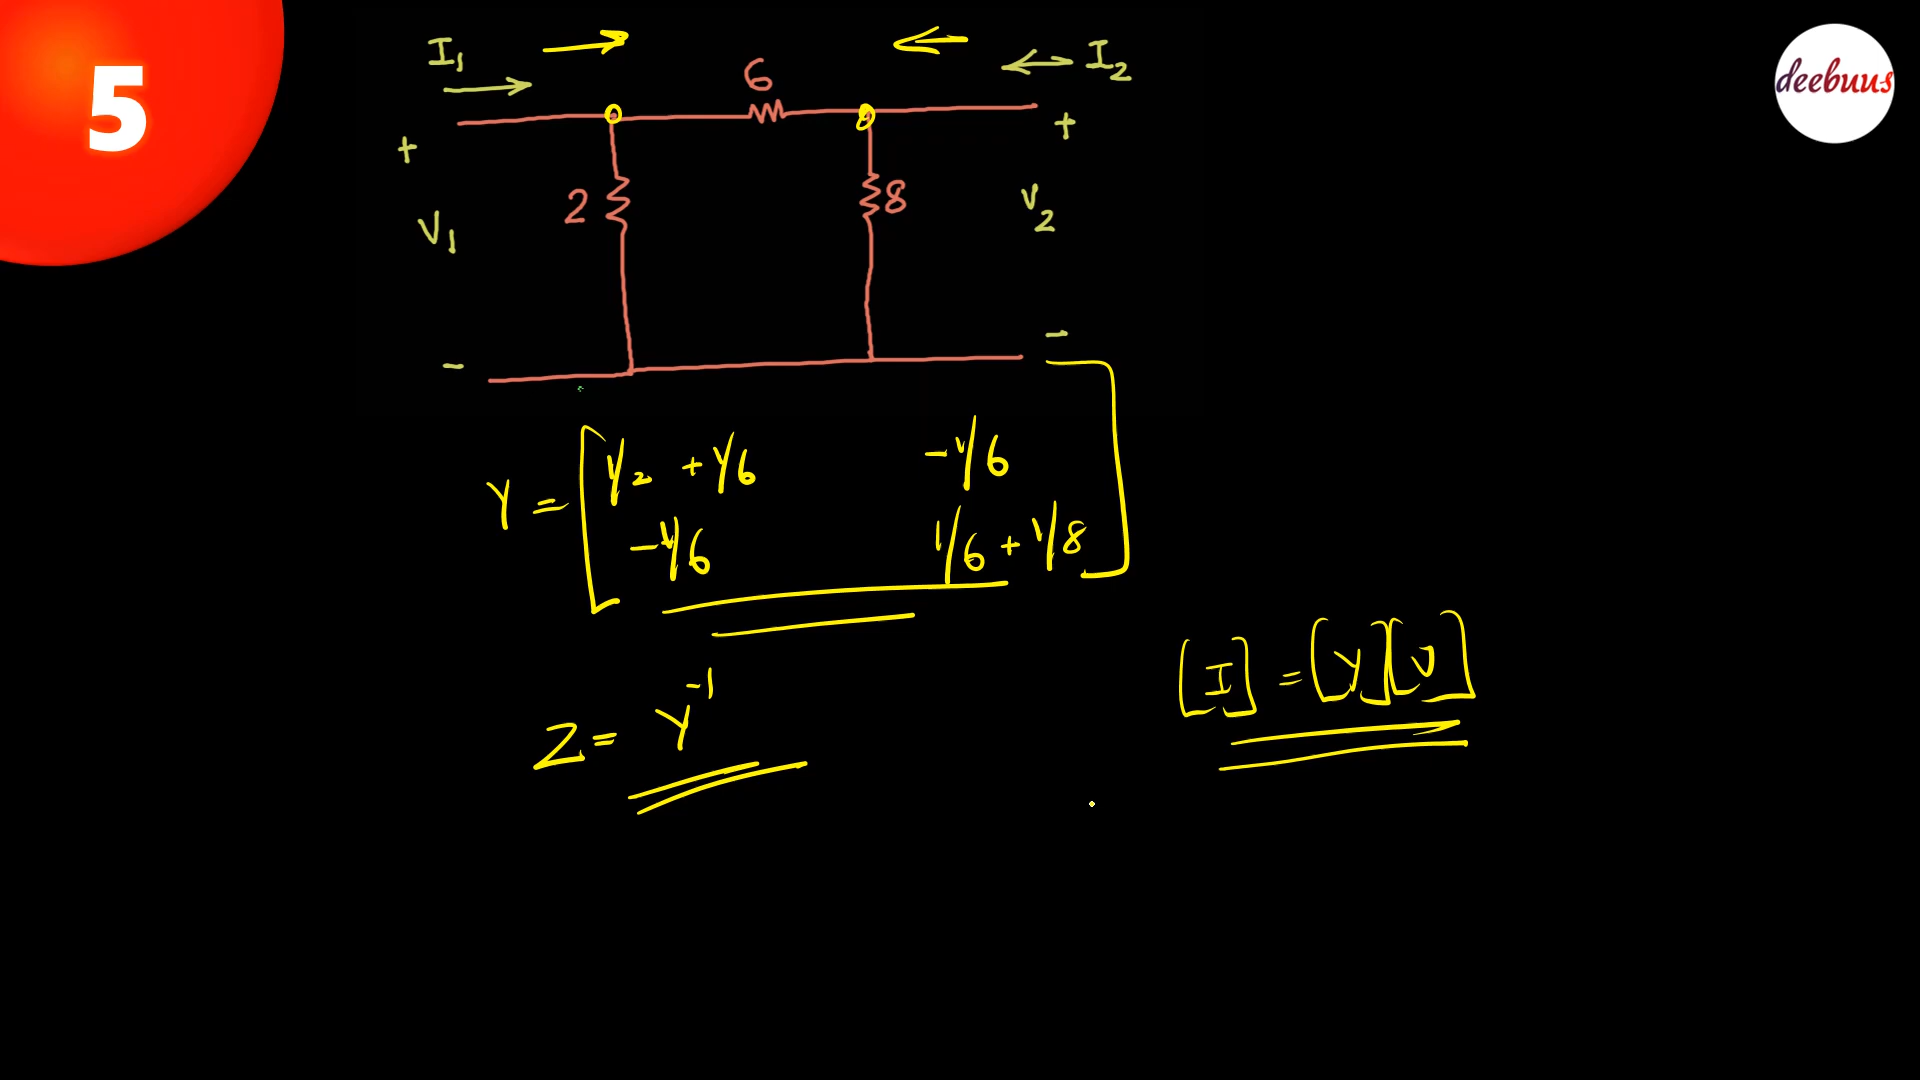 5
deebuus
I₁
I₂
6
+
+
2
8
V₁
V₂
-
-
Y = [ 1/2 + 1/6 -1/6
-1/6 1/6 + 1/8 ]
[I] = [Y][V]
Z = Y⁻¹